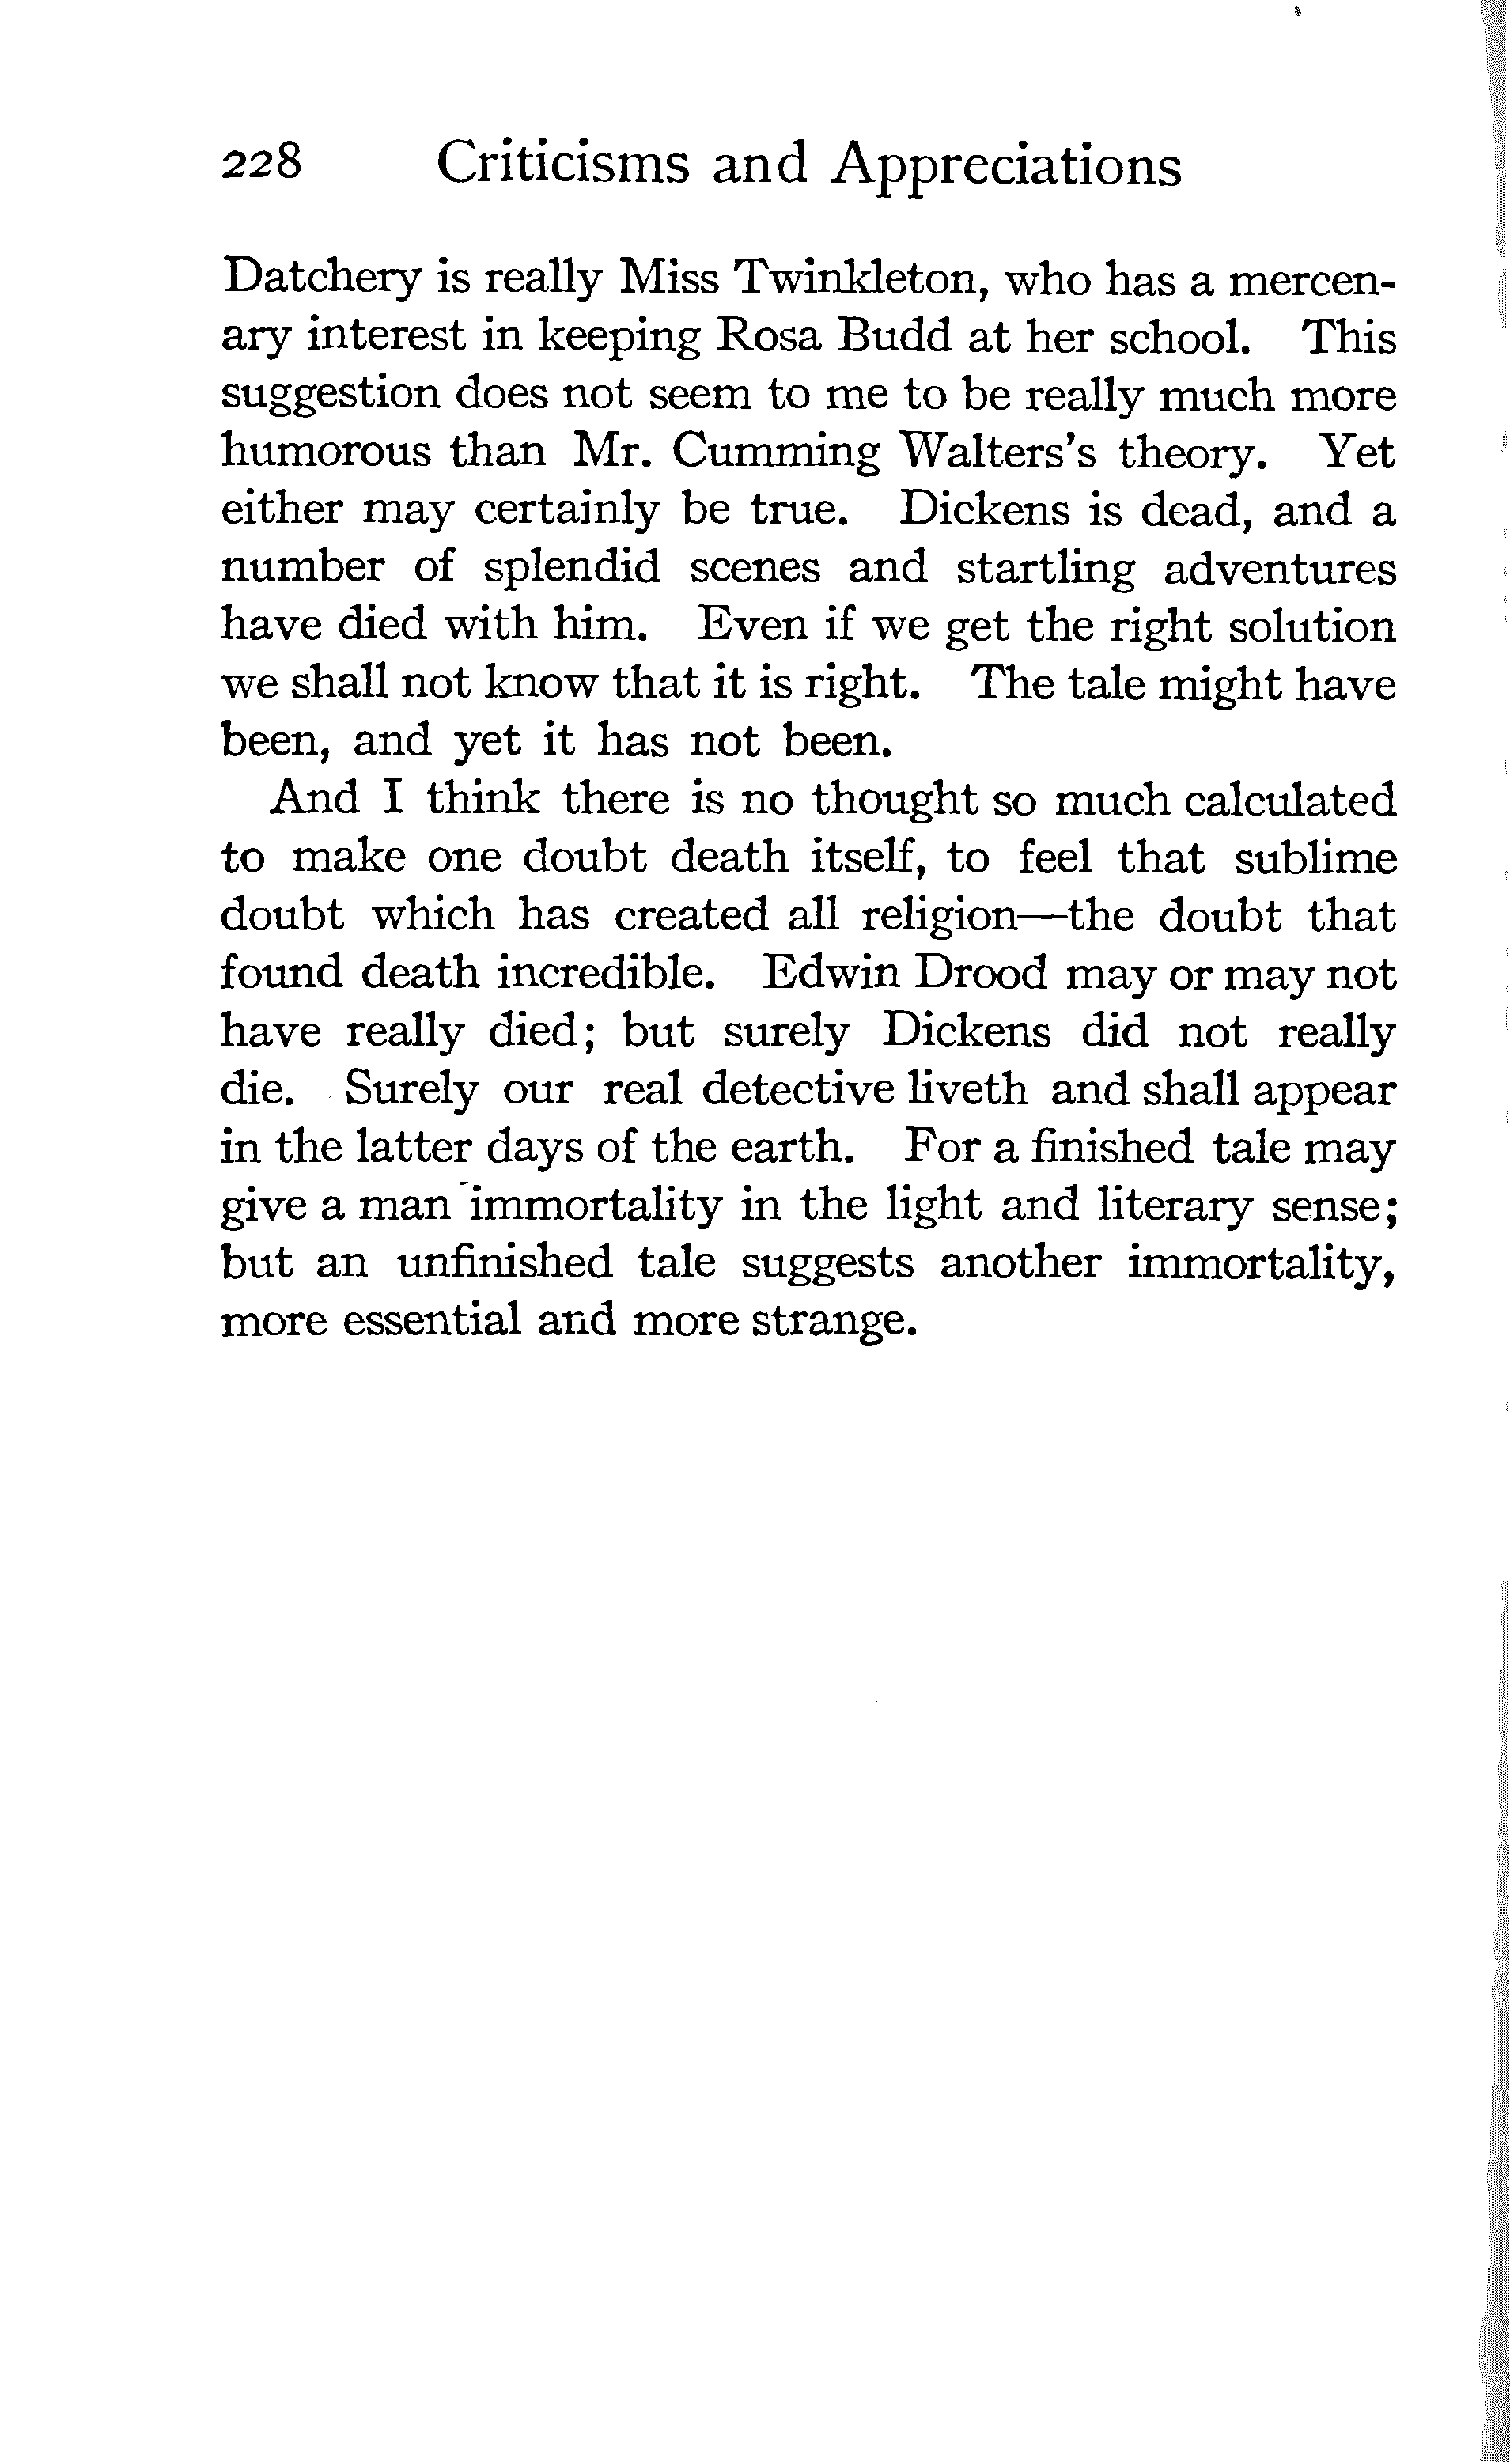 228 Criticisms and Appreciations
Datchery is really Miss Twinkleton, who has a mercen-
ary interest in keeping Rosa Budd at her school. This
suggestion does not seem to me to be really much more
humorous than Mr. Cumming Walters's theory. Yet
either may certainly be true. Dickens is dead, and a
number of splendid scenes and startling adventures
have died with him. Even if we get the right solution
we shall not know that it is right. The tale might have
been, and yet it has not been.
And I think there is no thought so much calculated
to make one doubt death itself, to feel that sublime
doubt which has created all religion—the doubt that
found death incredible. Edwin Drood may or may not
have really died; but surely Dickens did not really
die. Surely our real detective liveth and shall appear
in the latter days of the earth. For a finished tale may
give a man immortality in the light and literary sense;
but an unfinished tale suggests another immortality,
more essential and more strange.